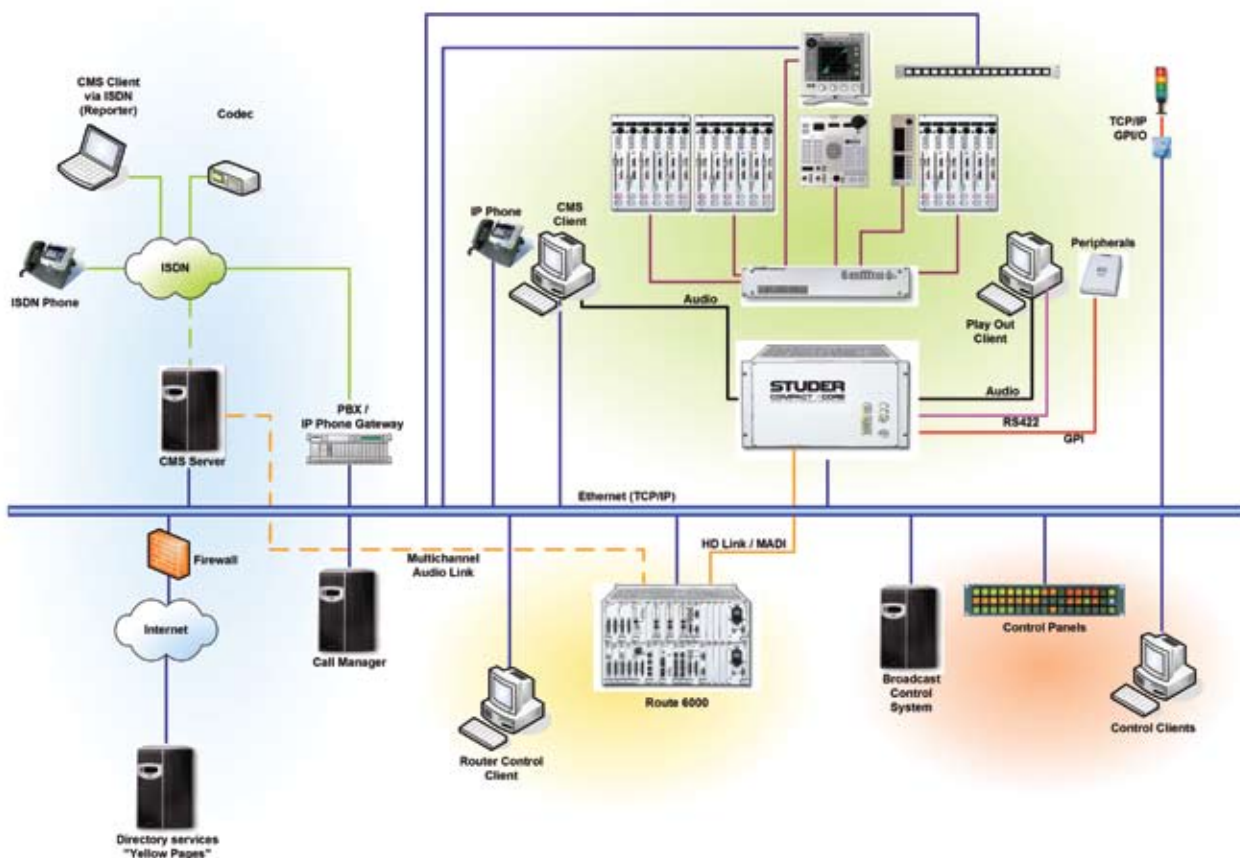 CMS Client
via ISDN
(Reporter)
Codec
TCP/IP
GPI/O
IP Phone
CMS
Client
Peripherals
ISDN
ISDN Phone
Audio
Play Out
Client
STUDER
COMPACT CORE
Audio
RS422
GPI
PBX /
IP Phone Gateway
CMS Server
Ethernet (TCP/IP)
Firewall
Multichannel
Audio Link
HD Link / MADI
Internet
Call Manager
Control Panels
Route 6000
Broadcast
Control
System
Router Control
Client
Control Clients
Directory services
"Yellow Pages"